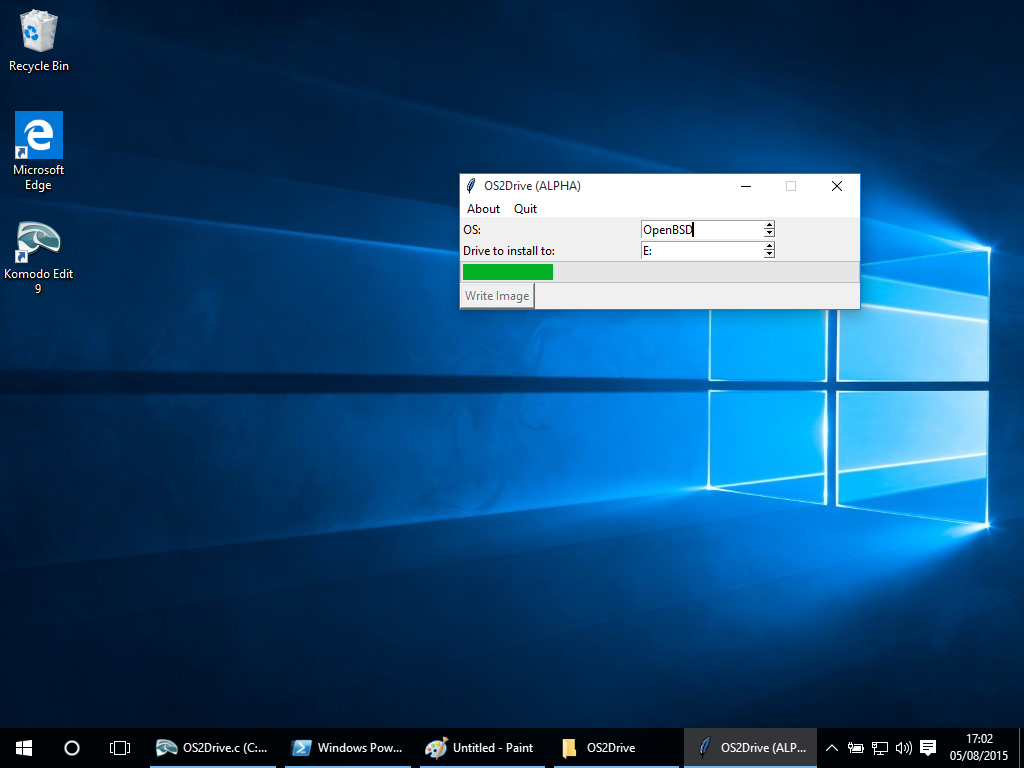 Recycle Bin
Microsoft
Edge
Komodo Edit
9
OS2Drive (ALPHA)
About Quit
OS: OpenBSD
Drive to install to: E:
Write Image
OS2Drive.c (C:...
Windows Pow...
Untitled - Paint
OS2Drive
OS2Drive (ALP...
17:02
05/08/2015